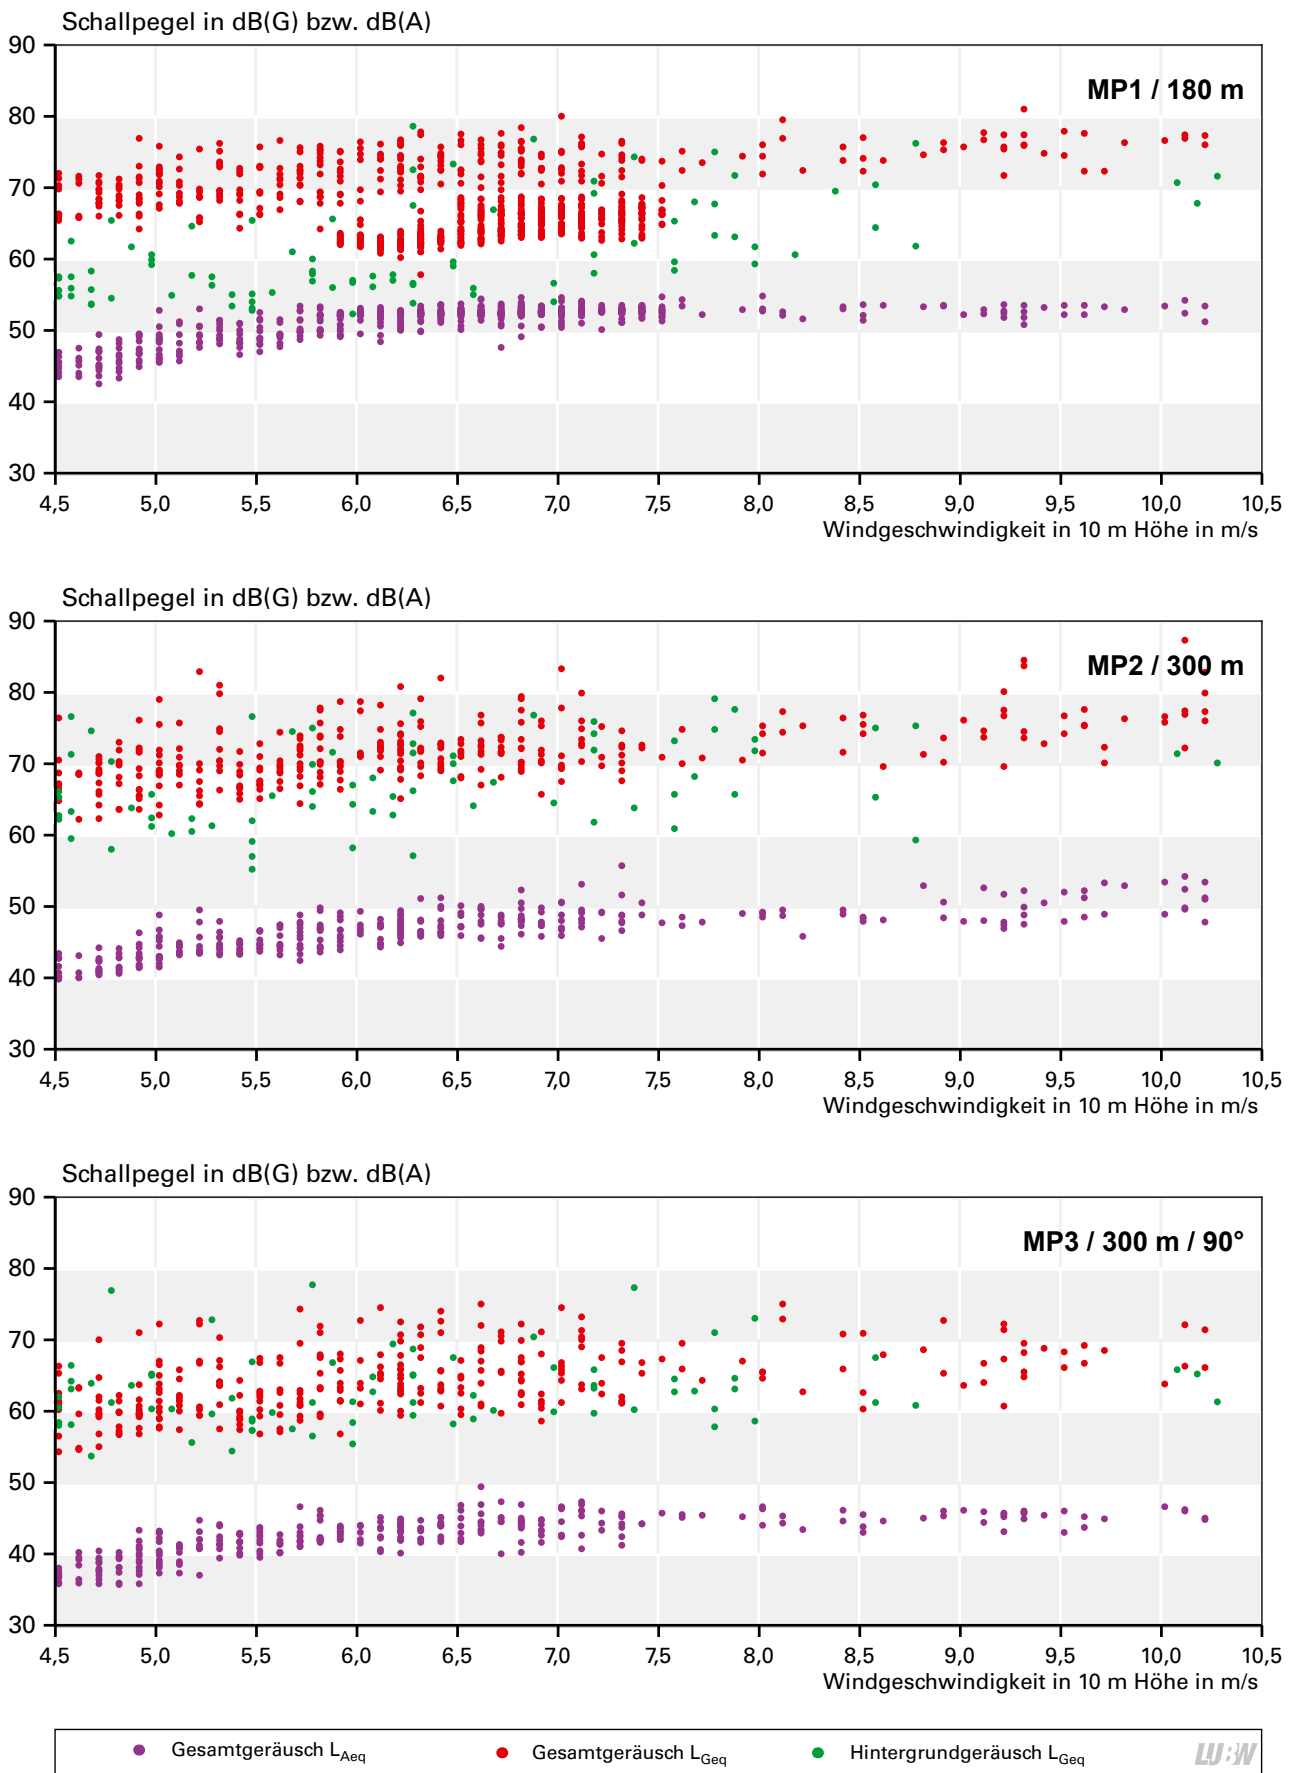 Schallpegel in dB(G) bzw. dB(A)
90
MP1 / 180 m
80
70
60
50
40
30
4,5 5,0 5,5 6,0 6,5 7,0 7,5 8,0 8,5 9,0 9,5 10,0 10,5
Windgeschwindigkeit in 10 m Höhe in m/s
Schallpegel in dB(G) bzw. dB(A)
90
MP2 / 300 m
80
70
60
50
40
30
4,5 5,0 5,5 6,0 6,5 7,0 7,5 8,0 8,5 9,0 9,5 10,0 10,5
Windgeschwindigkeit in 10 m Höhe in m/s
Schallpegel in dB(G) bzw. dB(A)
90
MP3 / 300 m / 90°
80
70
60
50
40
30
4,5 5,0 5,5 6,0 6,5 7,0 7,5 8,0 8,5 9,0 9,5 10,0 10,5
Windgeschwindigkeit in 10 m Höhe in m/s
Gesamtgeräusch LAeq Gesamtgeräusch LGeq Hintergrundgeräusch LGeq LUBW